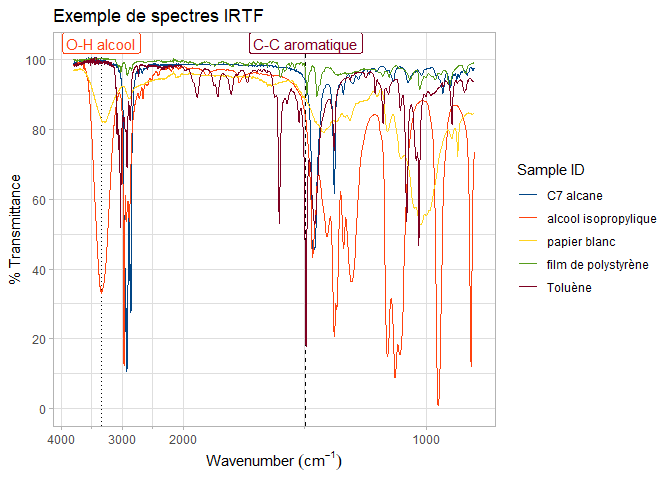 Exemple de spectres IRTF
O-H alcool
C-C aromatique
100
80
60
40
20
0
% Transmittance
4000
3000
2000
1000
Wavenumber (cm⁻¹)
Sample ID
C7 alcane
alcool isopropylique
papier blanc
film de polystyrène
Toluène